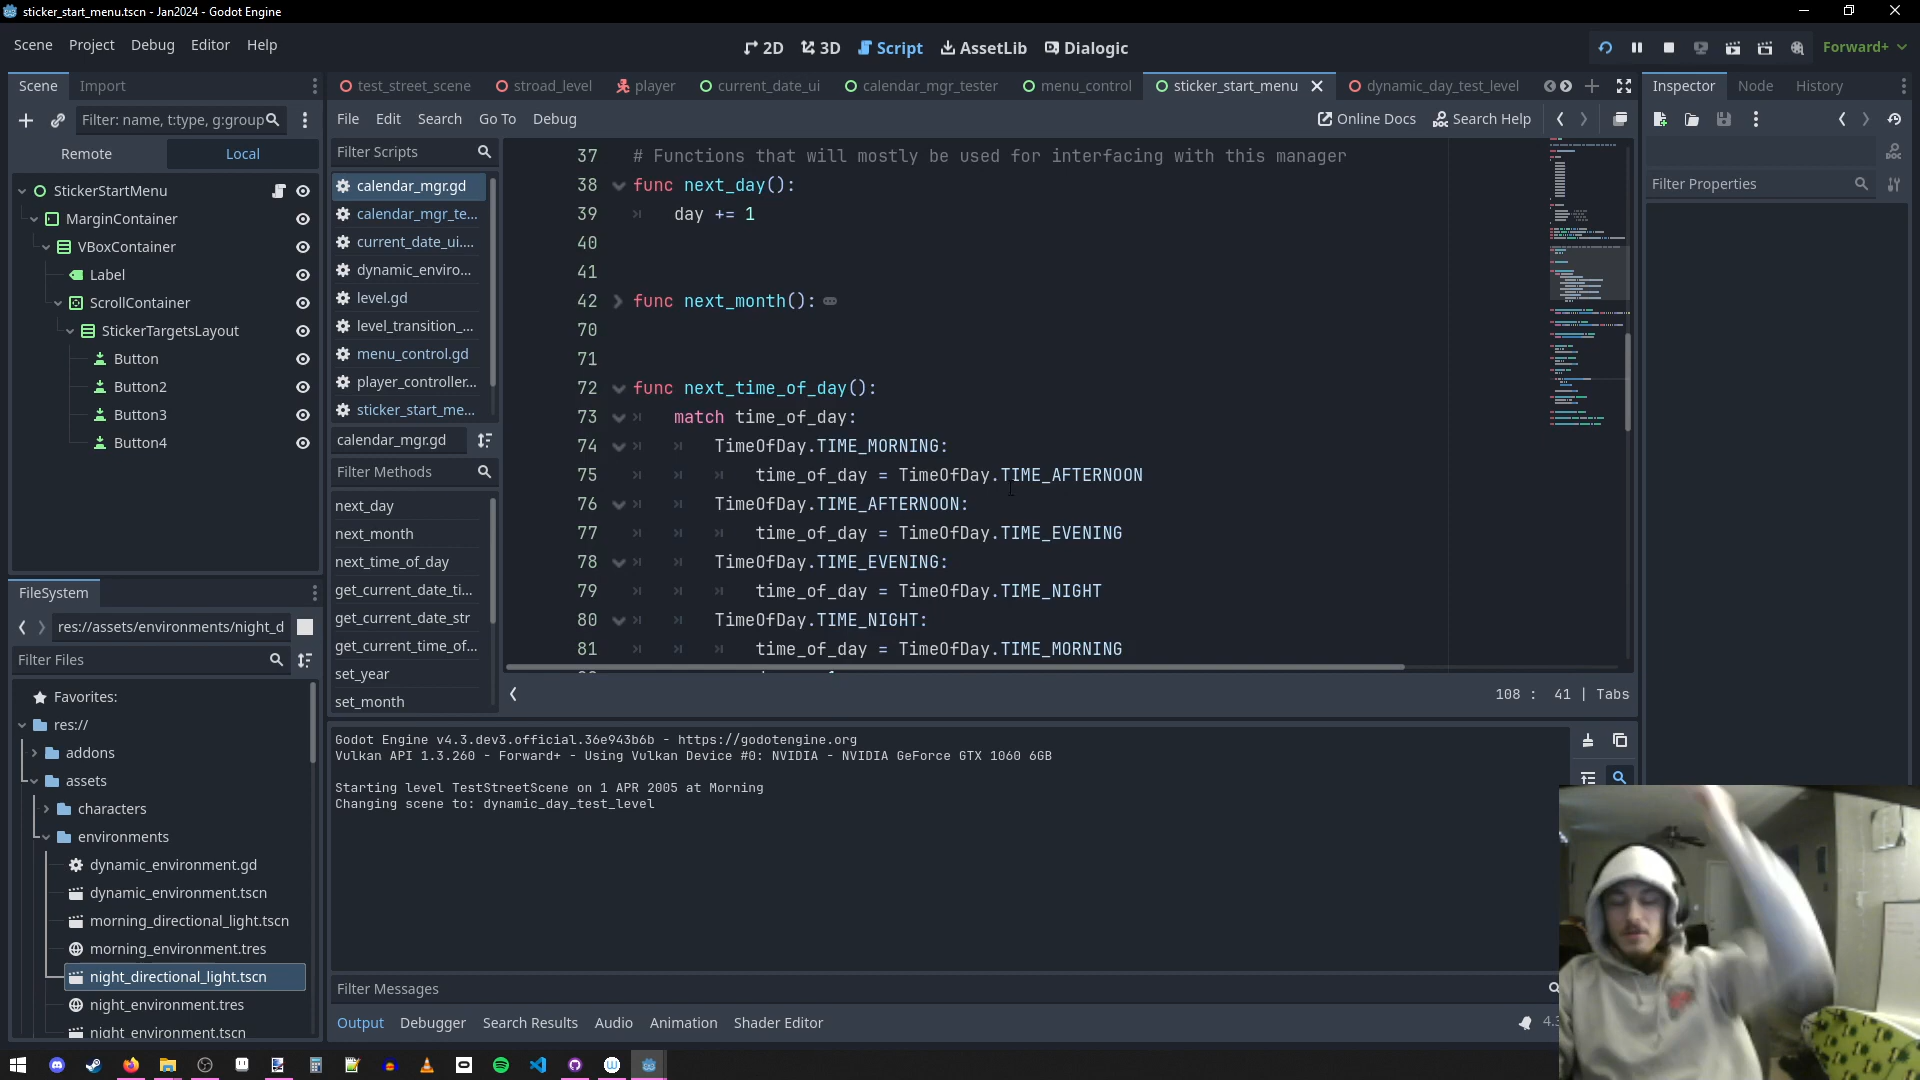 sticker_start_menu.tscn - Jan2024 - Godot Engine
Scene Project Debug Editor Help
2D 3D Script AssetLib Dialogic
Forward+
Scene Import
test_street_scene stroad_level player current_date_ui calendar_mgr_tester menu_control sticker_start_menu dynamic_day_test_level
Inspector Node History
Filter: name, t:type, g:group
File Edit Search Go To Debug
Online Docs Search Help
Remote Local
Filter Scripts
Filter Properties
StickerStartMenu
MarginContainer
VBoxContainer
Label
ScrollContainer
StickerTargetsLayout
Button
Button2
Button3
Button4
calendar_mgr.gd
calendar_mgr_te...
current_date_ui....
dynamic_enviro...
level.gd
level_transition_...
menu_control.gd
player_controller...
sticker_start_me...
calendar_mgr.gd
Filter Methods
next_day
next_month
next_time_of_day
get_current_date_ti...
get_current_date_str
get_current_time_of...
set_year
set_month
37 # Functions that will mostly be used for interfacing with this manager
38 func next_day():
39 day += 1
40
41
42 func next_month():
70
71
72 func next_time_of_day():
73 match time_of_day:
74 TimeOfDay.TIME_MORNING:
75 time_of_day = TimeOfDay.TIME_AFTERNOON
76 TimeOfDay.TIME_AFTERNOON:
77 time_of_day = TimeOfDay.TIME_EVENING
78 TimeOfDay.TIME_EVENING:
79 time_of_day = TimeOfDay.TIME_NIGHT
80 TimeOfDay.TIME_NIGHT:
81 time_of_day = TimeOfDay.TIME_MORNING
108 : 41 | Tabs
FileSystem
res://assets/environments/night_d
Filter Files
Favorites:
res://
addons
assets
characters
environments
dynamic_environment.gd
dynamic_environment.tscn
morning_directional_light.tscn
morning_environment.tres
night_directional_light.tscn
night_environment.tres
night_environment.tscn
Godot Engine v4.3.dev3.official.36e943b6b - https://godotengine.org
Vulkan API 1.3.260 - Forward+ - Using Vulkan Device #0: NVIDIA - NVIDIA GeForce GTX 1060 6GB
Starting level TestStreetScene on 1 APR 2005 at Morning
Changing scene to: dynamic_day_test_level
Filter Messages
Output Debugger Search Results Audio Animation Shader Editor
4.3